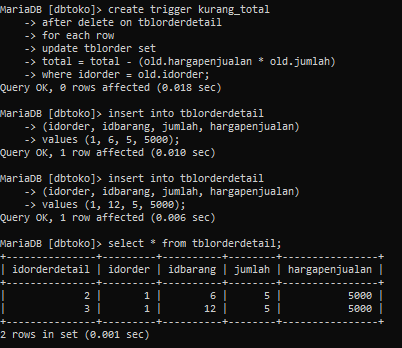 MariaDB [dbtoko]> create trigger kurang_total
    -> after delete on tblorderdetail
    -> for each row
    -> update tblorder set
    -> total = total - (old.hargapenjualan * old.jumlah)
    -> where idorder = old.idorder;
Query OK, 0 rows affected (0.018 sec)

MariaDB [dbtoko]> insert into tblorderdetail
    -> (idorder, idbarang, jumlah, hargapenjualan)
    -> values (1, 6, 5, 5000);
Query OK, 1 row affected (0.010 sec)

MariaDB [dbtoko]> insert into tblorderdetail
    -> (idorder, idbarang, jumlah, hargapenjualan)
    -> values (1, 12, 5, 5000);
Query OK, 1 row affected (0.006 sec)

MariaDB [dbtoko]> select * from tblorderdetail;
+---------------+---------+----------+--------+----------------+
| idorderdetail | idorder | idbarang | jumlah | hargapenjualan |
+---------------+---------+----------+--------+----------------+
|             2 |       1 |        6 |      5 |           5000 |
|             3 |       1 |       12 |      5 |           5000 |
+---------------+---------+----------+--------+----------------+
2 rows in set (0.001 sec)